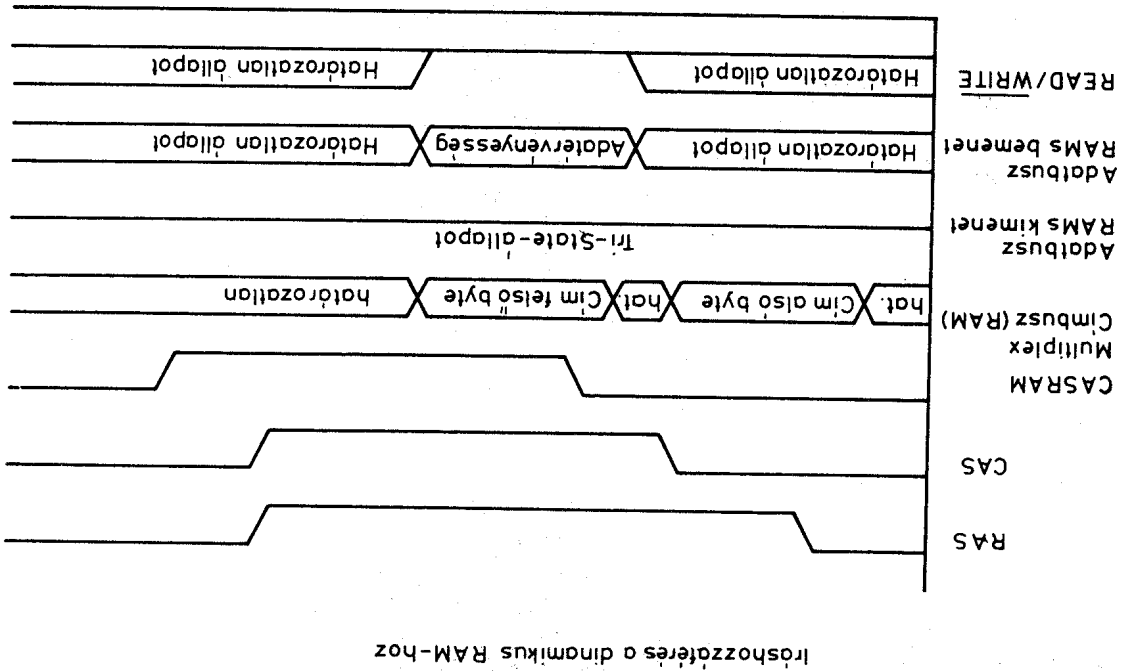 Íráshozzáférés a dinamikus RAM-hoz
RAS
CAS
CASRAM
Multiplex
Címbusz (RAM)
hat. Cím alsó byte hat Cím felső byte határozatlan
Adatbusz
RAMs kimenet
Tri-State-állapot
Adatbusz
RAMs bemenet
Határozatlan állapot Adatérvényesség Határozatlan állapot
READ/WRITE Határozatlan állapot Határozatlan állapot